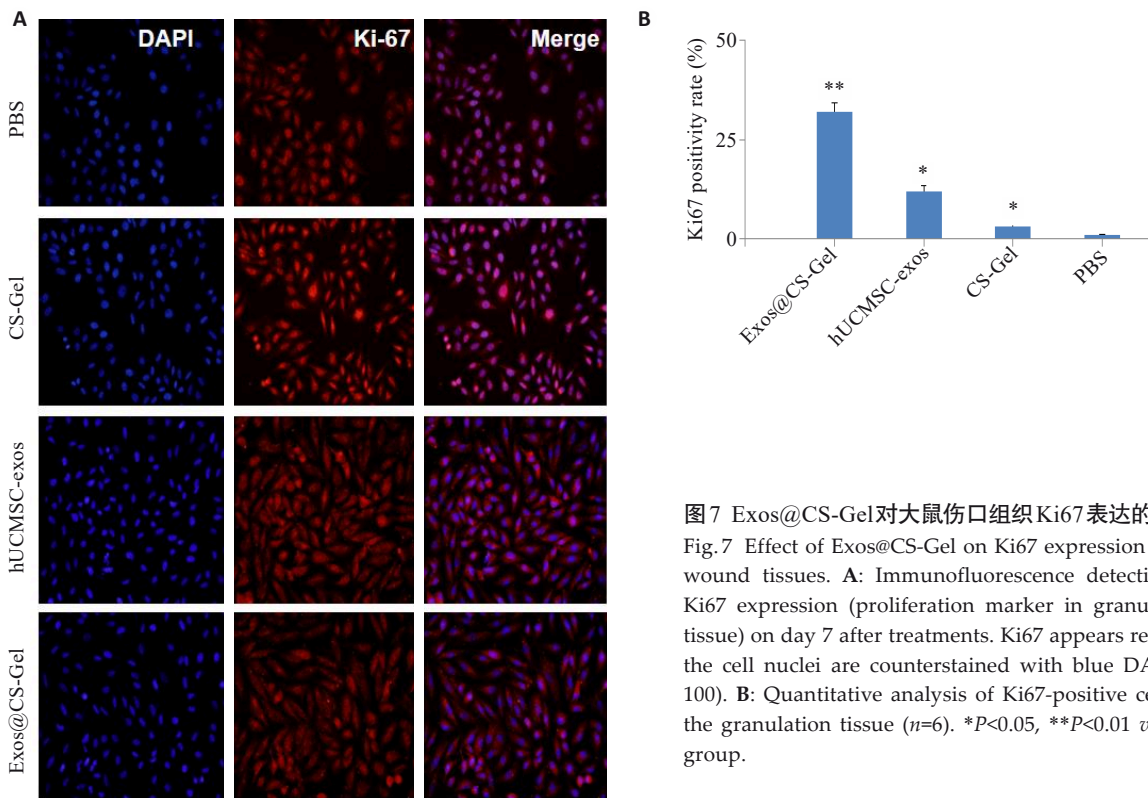 A
DAPI
Ki-67
Merge
PBS
CS-Gel
hUCMSC-exos
Exos@CS-Gel
B
Ki67 positivity rate (%)
50
25
0
**
*
*
Exos@CS-Gel
hUCMSC-exos
CS-Gel
PBS
图7 Exos@CS-Gel对大鼠伤口组织Ki67表达的
Fig.7 Effect of Exos@CS-Gel on Ki67 expression
wound tissues. A: Immunofluorescence detecti
Ki67 expression (proliferation marker in granu
tissue) on day 7 after treatments. Ki67 appears re
the cell nuclei are counterstained with blue DA
100). B: Quantitative analysis of Ki67-positive ce
the granulation tissue (n=6). *P<0.05, **P<0.01 v
group.